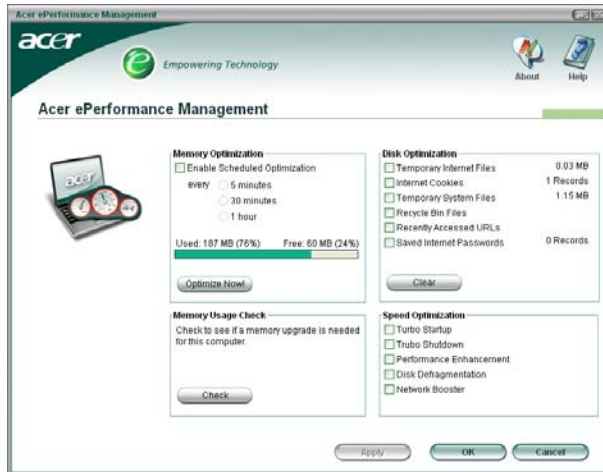 Acer ePerformance Management
acer
e
Empowering Technology
About
Help
Acer ePerformance Management
Memory Optimization
Enable Scheduled Optimization
every
5 minutes
30 minutes
1 hour
Used: 187 MB (76%) Free: 60 MB (24%)
Optimize Now!
Disk Optimization
Temporary Internet Files 0.03 MB
Internet Cookies 1 Records
Temporary System Files 1.15 MB
Recycle Bin Files
Recently Accessed URLs
Saved Internet Passwords 0 Records
Clear
Memory Usage Check
Check to see if a memory upgrade is needed
for this computer.
Check
Speed Optimization
Turbo Startup
Trubo Shutdown
Performance Enhancement
Disk Defragmentation
Network Booster
Apply
OK
Cancel
acer